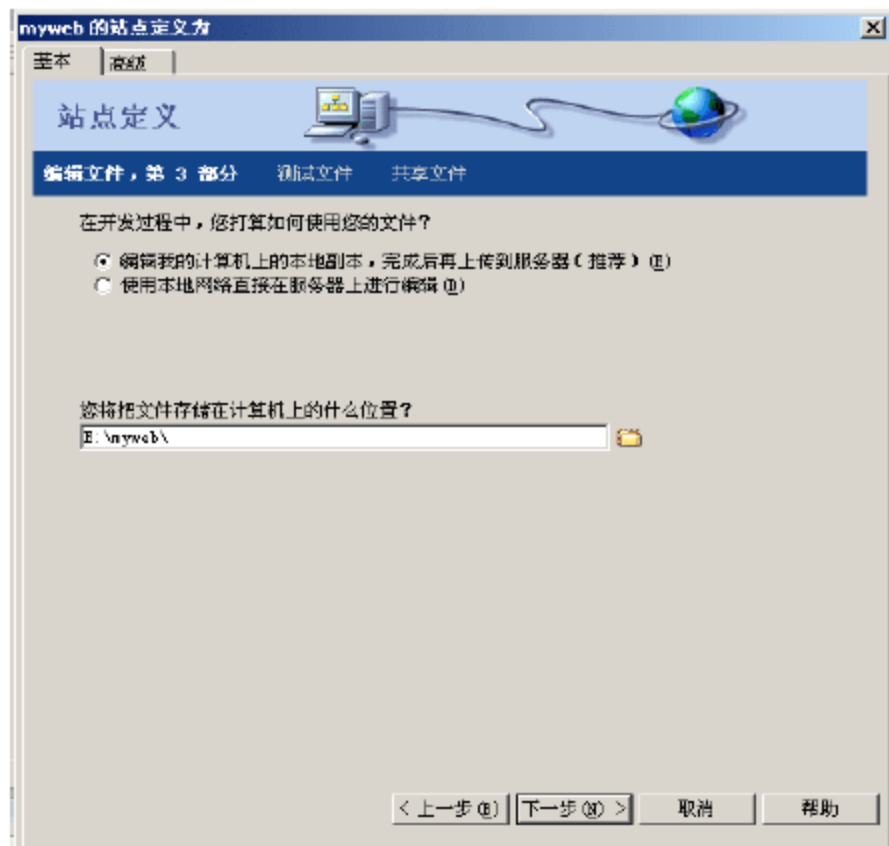 myweb 的站点定义为
基本 高级
站点定义
编辑文件，第 3 部分 测试文件 共享文件
在开发过程中，您打算如何使用您的文件？
编辑我的计算机上的本地副本，完成后再上传到服务器（推荐）(E)
使用本地网络直接在服务器上进行编辑(D)
您将把文件存储在计算机上的什么位置？
E:\myweb\
< 上一步(B) 下一步(N) > 取消 帮助